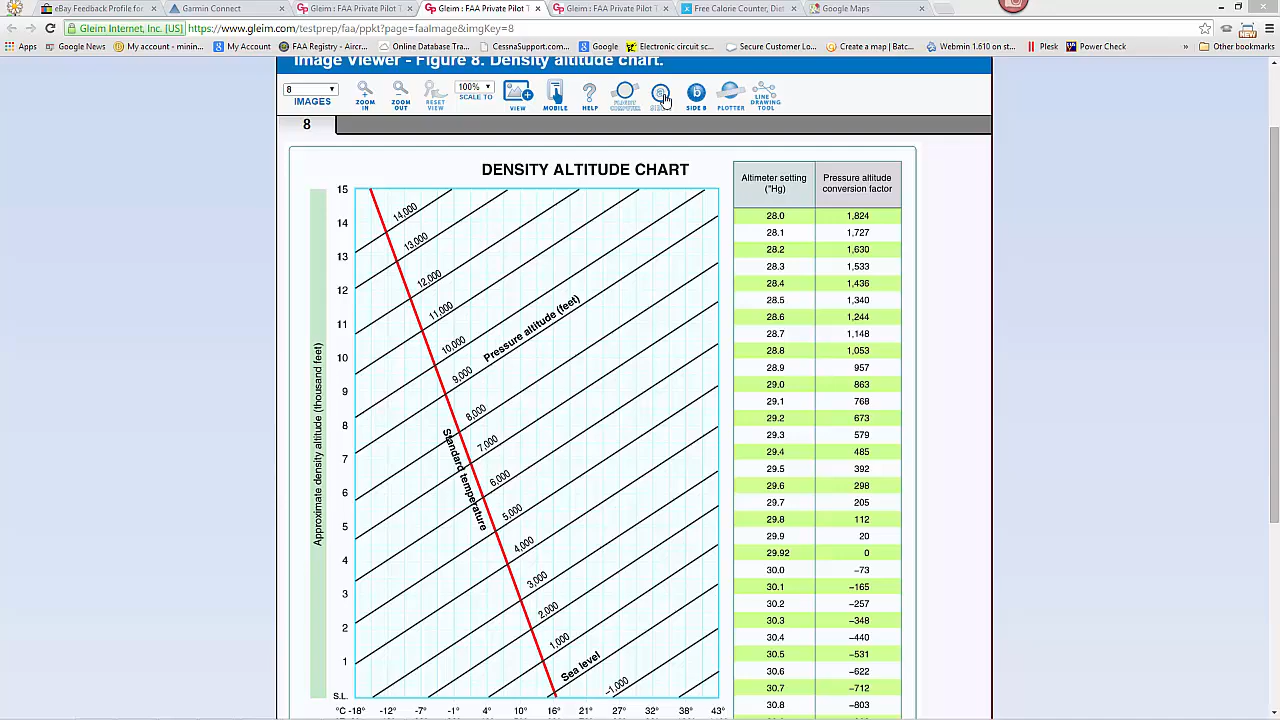 eBay Feedback Profile for
Garmin Connect
Gleim : FAA Private Pilot T
Gleim : FAA Private Pilot T
Gleim : FAA Private Pilot T
Free Calorie Counter, Diet
Google Maps
Gleim Internet, Inc. [US] https://www.gleim.com/testprep/faa/ppkt?page=faaImage&imgKey=8
Apps Google News My account - minin... My Account FAA Registry - Aircr... Online Database Tra... CessnaSupport.com... Google Electronic circuit sc... Secure Customer Lo... Create a map | Batc... Webmin 1.610 on st... Plesk Power Check Other bookmarks
NEW
Image Viewer - Figure 8. Density altitude chart.
8
IMAGES
ZOOM IN
ZOOM OUT
RESET VIEW
100%
SCALE TO
VIEW
MOBILE
HELP
FLIGHT COMPUTER
SIDE B
PLOTTER
LINE DRAWING TOOL
8
DENSITY ALTITUDE CHART
Approximate density altitude (thousand feet)
15
14
13
12
11
10
9
8
7
6
5
4
3
2
1
S.L.
14,000
13,000
12,000
11,000
10,000
9,000
8,000
7,000
6,000
5,000
4,000
3,000
2,000
1,000
Sea level
–1,000
Pressure altitude (feet)
Standard temperature
°C -18° -12° -7° -1° 4° 10° 16° 21° 27° 32° 38° 43°
Altimeter setting ("Hg) Pressure altitude conversion factor
28.0 1,824
28.1 1,727
28.2 1,630
28.3 1,533
28.4 1,436
28.5 1,340
28.6 1,244
28.7 1,148
28.8 1,053
28.9 957
29.0 863
29.1 768
29.2 673
29.3 579
29.4 485
29.5 392
29.6 298
29.7 205
29.8 112
29.9 20
29.92 0
30.0 –73
30.1 –165
30.2 –257
30.3 –348
30.4 –440
30.5 –531
30.6 –622
30.7 –712
30.8 –803